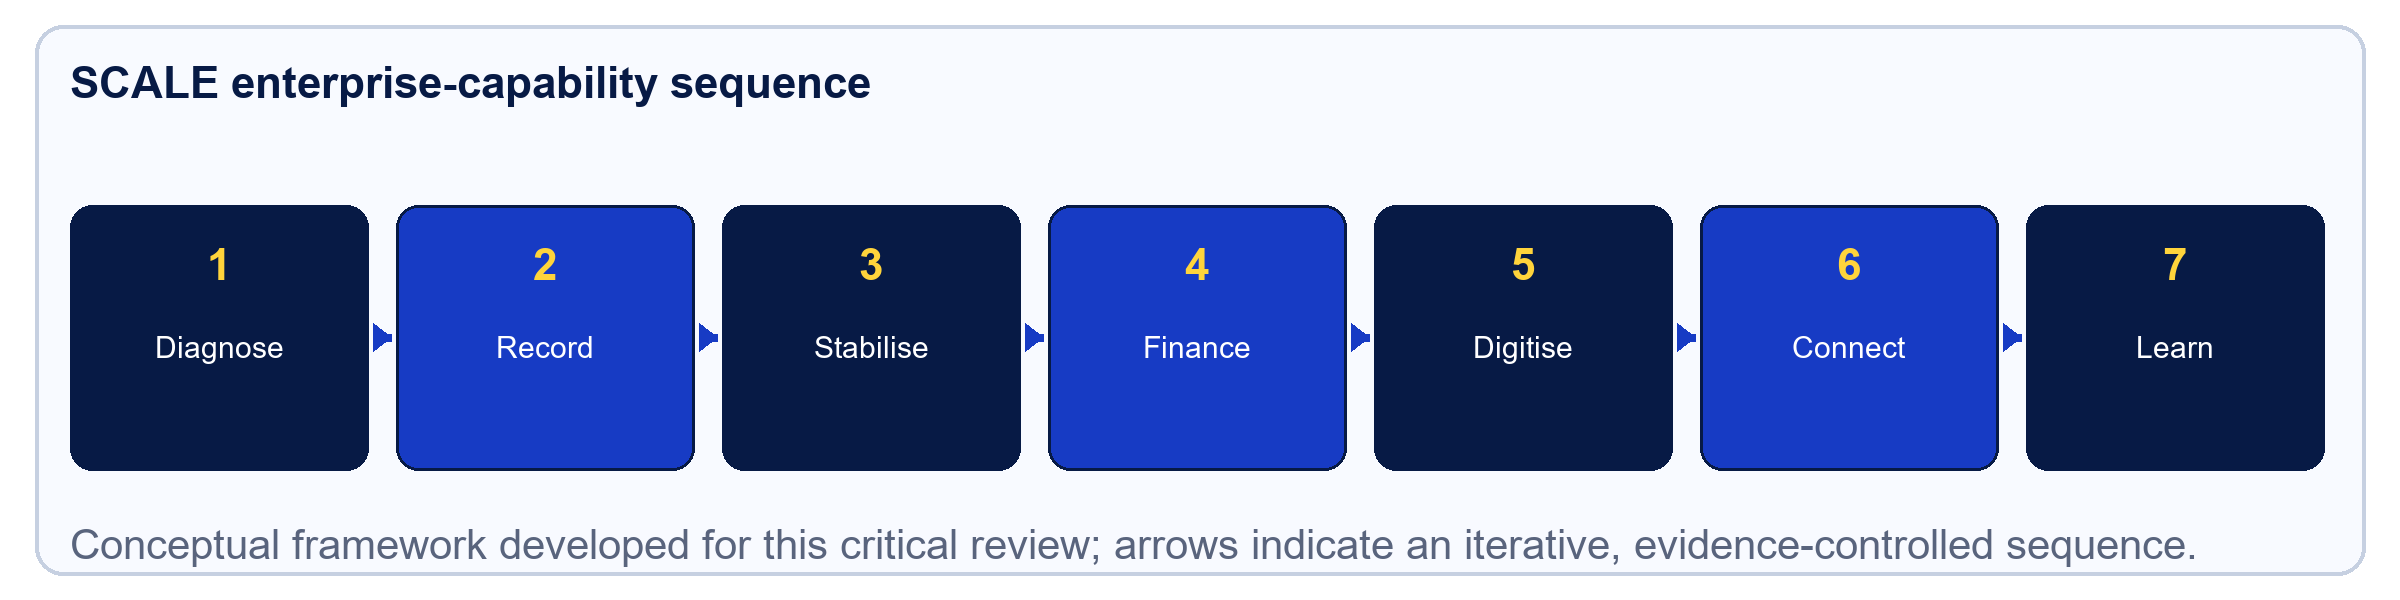 SCALE enterprise-capability sequence
1
Diagnose
2
Record
3
Stabilise
4
Finance
5
Digitise
6
Connect
7
Learn
Conceptual framework developed for this critical review; arrows indicate an iterative, evidence-controlled sequence.